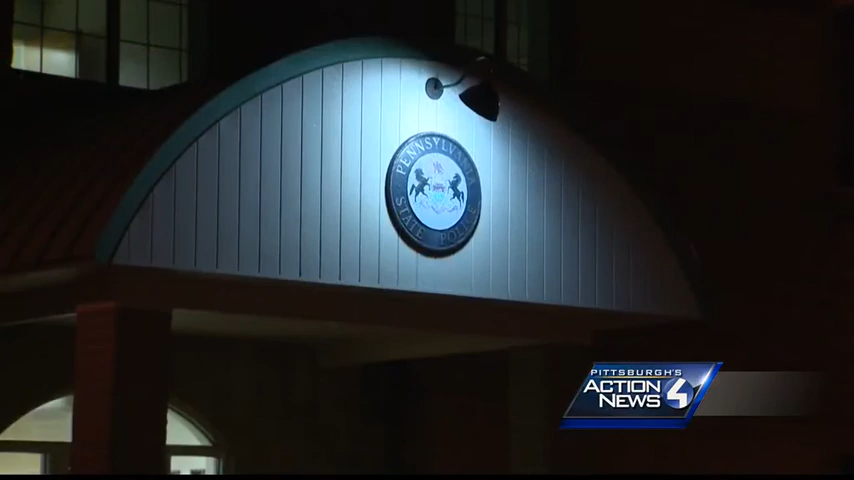 PENNSYLVANIA
STATE POLICE
PITTSBURGH'S
ACTION
NEWS 4